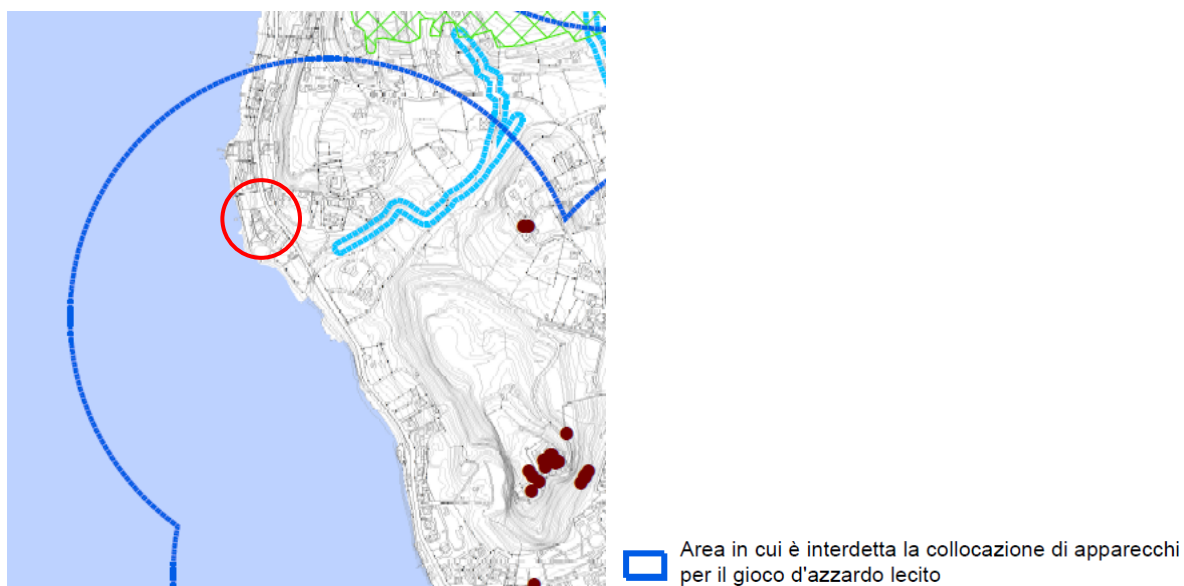 Area in cui è interdetta la collocazione di apparecchi
per il gioco d'azzardo lecito